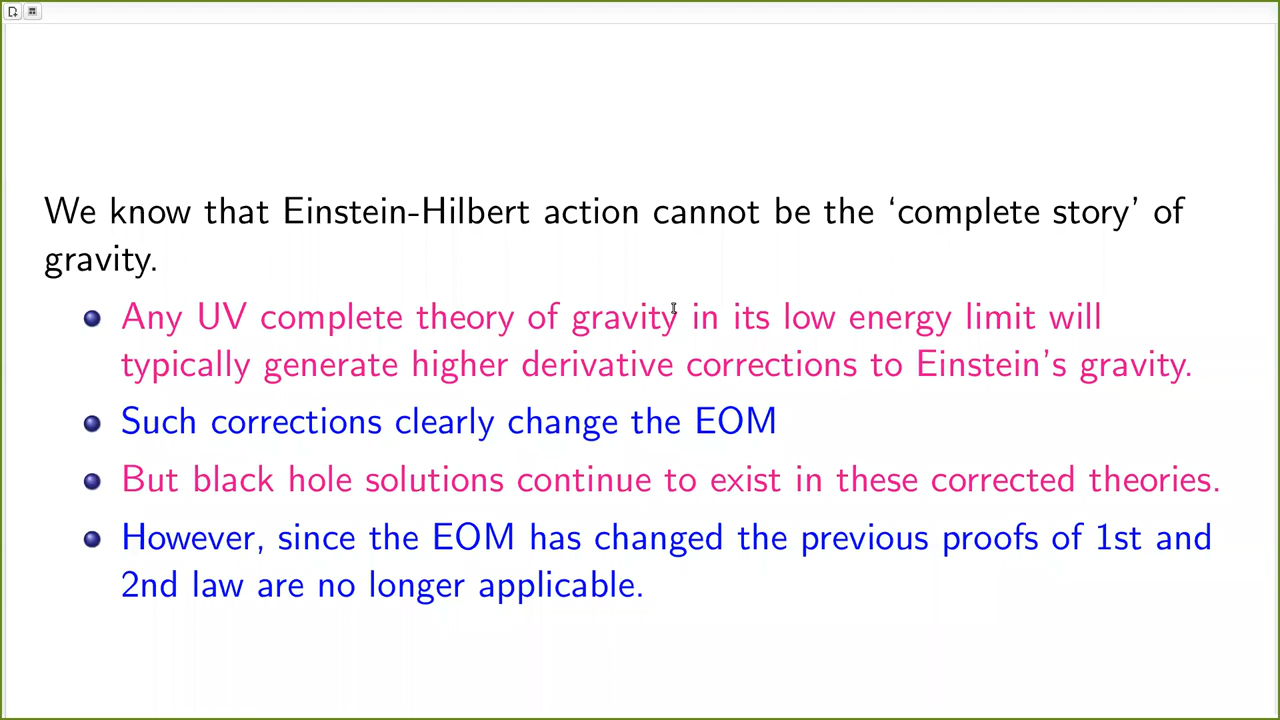 We know that Einstein-Hilbert action cannot be the ‘complete story’ of
gravity.
Any UV complete theory of gravity in its low energy limit will
typically generate higher derivative corrections to Einstein's gravity.
Such corrections clearly change the EOM
But black hole solutions continue to exist in these corrected theories.
However, since the EOM has changed the previous proofs of 1st and
2nd law are no longer applicable.